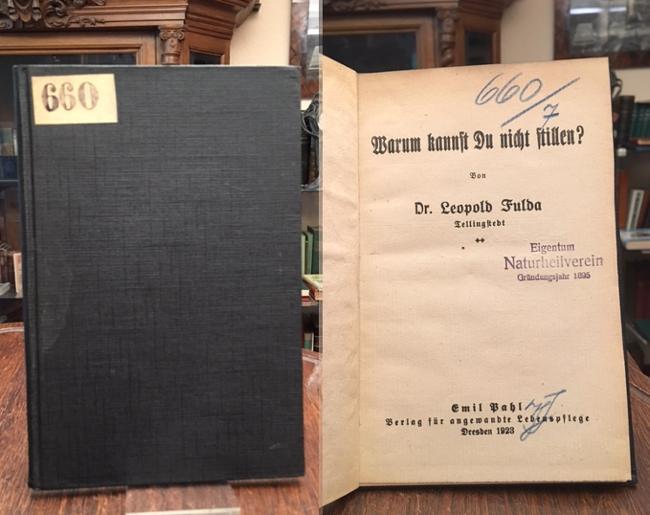 660
660/7
Warum kannst Du nicht stillen?
Von
Dr. Leopold Fulda
Tellingstedt
Eigentum
Naturheilverein
Gründungsjahr 1895
Emil Pahl
Verlag für angewandte Lebenspflege
Dresden 1923